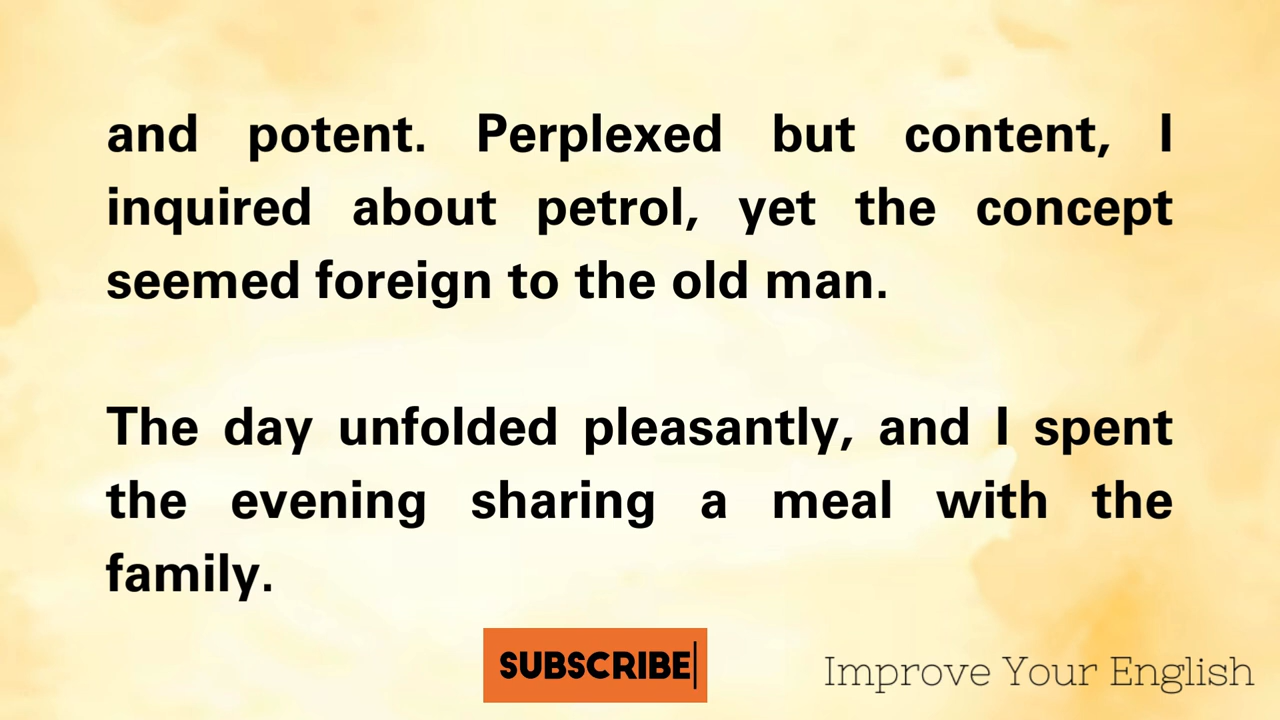 and potent. Perplexed but content, I
inquired about petrol, yet the concept
seemed foreign to the old man.
The day unfolded pleasantly, and I spent
the evening sharing a meal with the
family.
SUBSCRIBE
Improve Your English